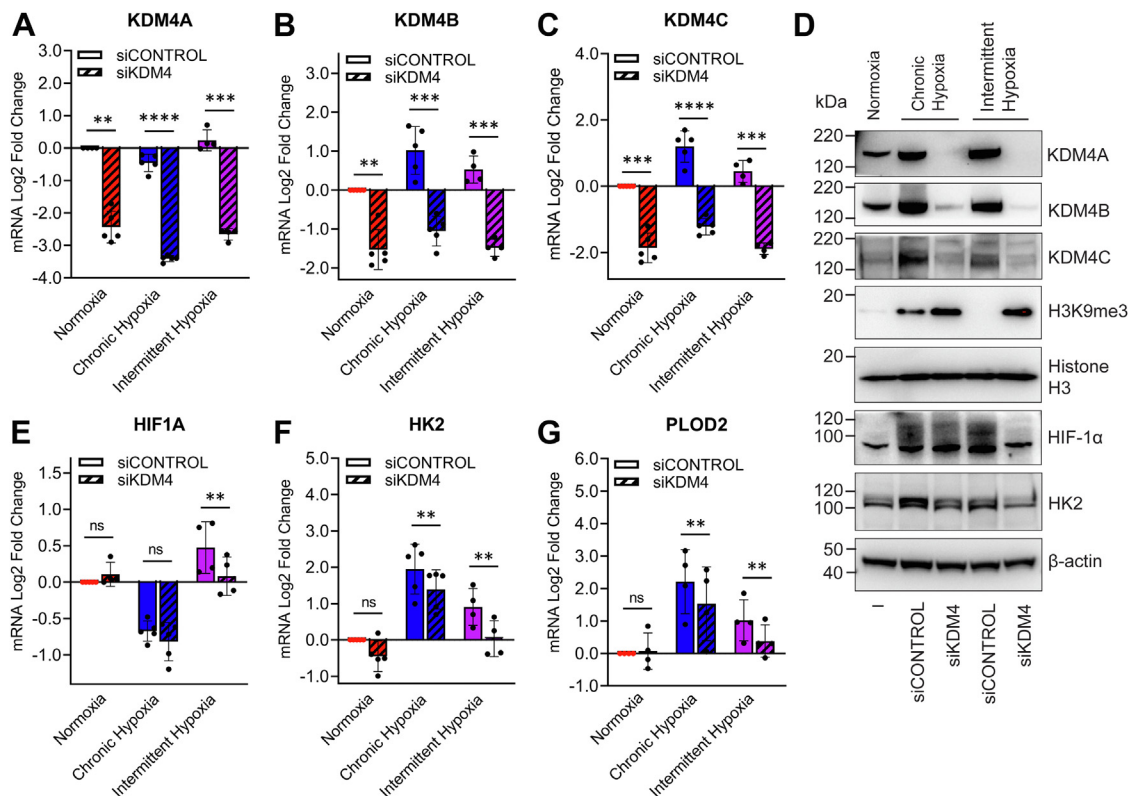 A
KDM4A
siCONTROL
siKDM4
mRNA Log2 Fold Change
3.0
2.0
1.0
0.0
-1.0
-2.0
-3.0
-4.0
**
****
***
Normoxia
Chronic Hypoxia
Intermittent Hypoxia
B
KDM4B
siCONTROL
siKDM4
mRNA Log2 Fold Change
3.0
2.0
1.0
0.0
-1.0
-2.0
**
***
***
Normoxia
Chronic Hypoxia
Intermittent Hypoxia
C
KDM4C
siCONTROL
siKDM4
mRNA Log2 Fold Change
4.0
2.0
0.0
-2.0
***
****
***
Normoxia
Chronic Hypoxia
Intermittent Hypoxia
D
kDa
Normoxia
Chronic
Hypoxia
Intermittent
Hypoxia
220
120
KDM4A
220
120
KDM4B
220
120
KDM4C
20
H3K9me3
20
Histone
H3
120
100
HIF-1α
120
100
HK2
50
40
β-actin
–
siCONTROL
siKDM4
siCONTROL
siKDM4
E
HIF1A
siCONTROL
siKDM4
mRNA Log2 Fold Change
1.5
1.0
0.5
0.0
-0.5
-1.0
ns
ns
**
Normoxia
Chronic Hypoxia
Intermittent Hypoxia
F
HK2
siCONTROL
siKDM4
mRNA Log2 Fold Change
5.0
4.0
3.0
2.0
1.0
0.0
-1.0
ns
**
**
Normoxia
Chronic Hypoxia
Intermittent Hypoxia
G
PLOD2
siCONTROL
siKDM4
mRNA Log2 Fold Change
6.0
5.0
4.0
3.0
2.0
1.0
0.0
-1.0
ns
**
**
Normoxia
Chronic Hypoxia
Intermittent Hypoxia